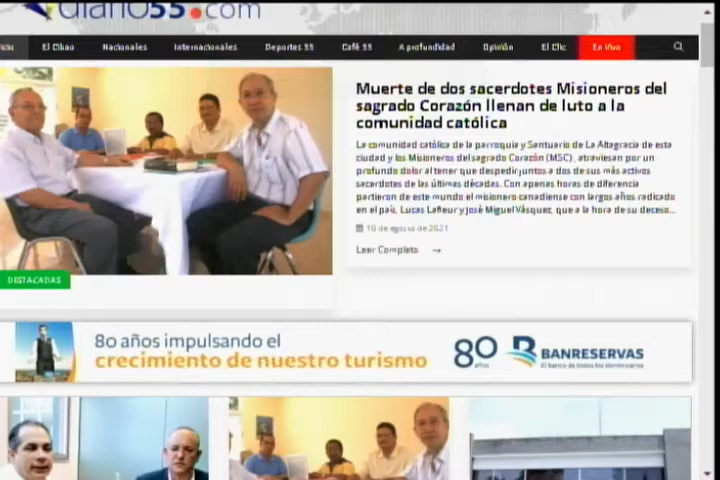 diario55.com
El Cibao Nacionales Internacionales Deportes 55 Café 55 A profundidad Opinión El Clic En Vivo
Muerte de dos sacerdotes Misioneros del
sagrado Corazón llenan de luto a la
comunidad católica
La comunidad católica de la parroquia y Santuario de La Altagracia de esta
ciudad y los Misioneros del sagrado Corazón (MSC), atraviesan por un
profundo dolor al tener que despedir juntos a dos de sus más activos
sacerdotes de las últimas décadas. Con apenas horas de diferencia
partieron de este mundo el misionero canadiense con largos años radicado
en el país, Lucas Lafleur y José Miguel Vásquez, que a la hora de su deceso...
10 de agosto de 2021
Leer Completo →
DESTACADAS
80 años impulsando el
crecimiento de nuestro turismo
80 años
BANRESERVAS
El banco de todos los dominicanos